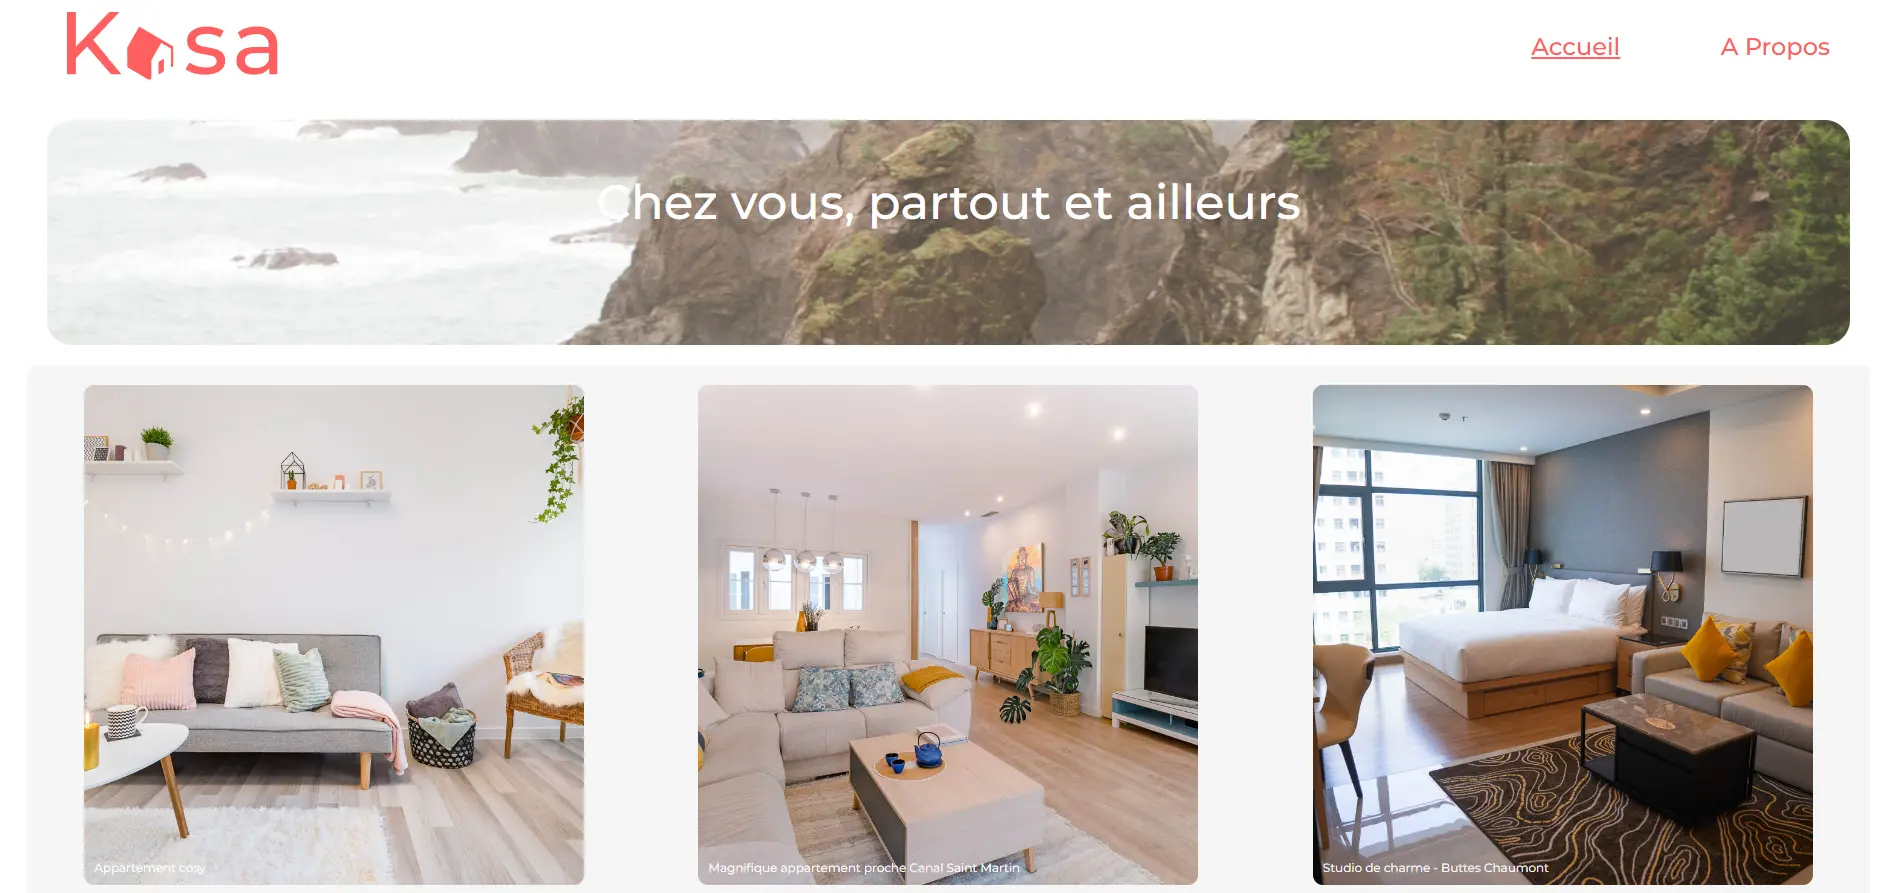 Kasa
Accueil
A Propos
Chez vous, partout et ailleurs
Appartement cosy
Magnifique appartement proche Canal Saint Martin
Studio de charme - Buttes Chaumont